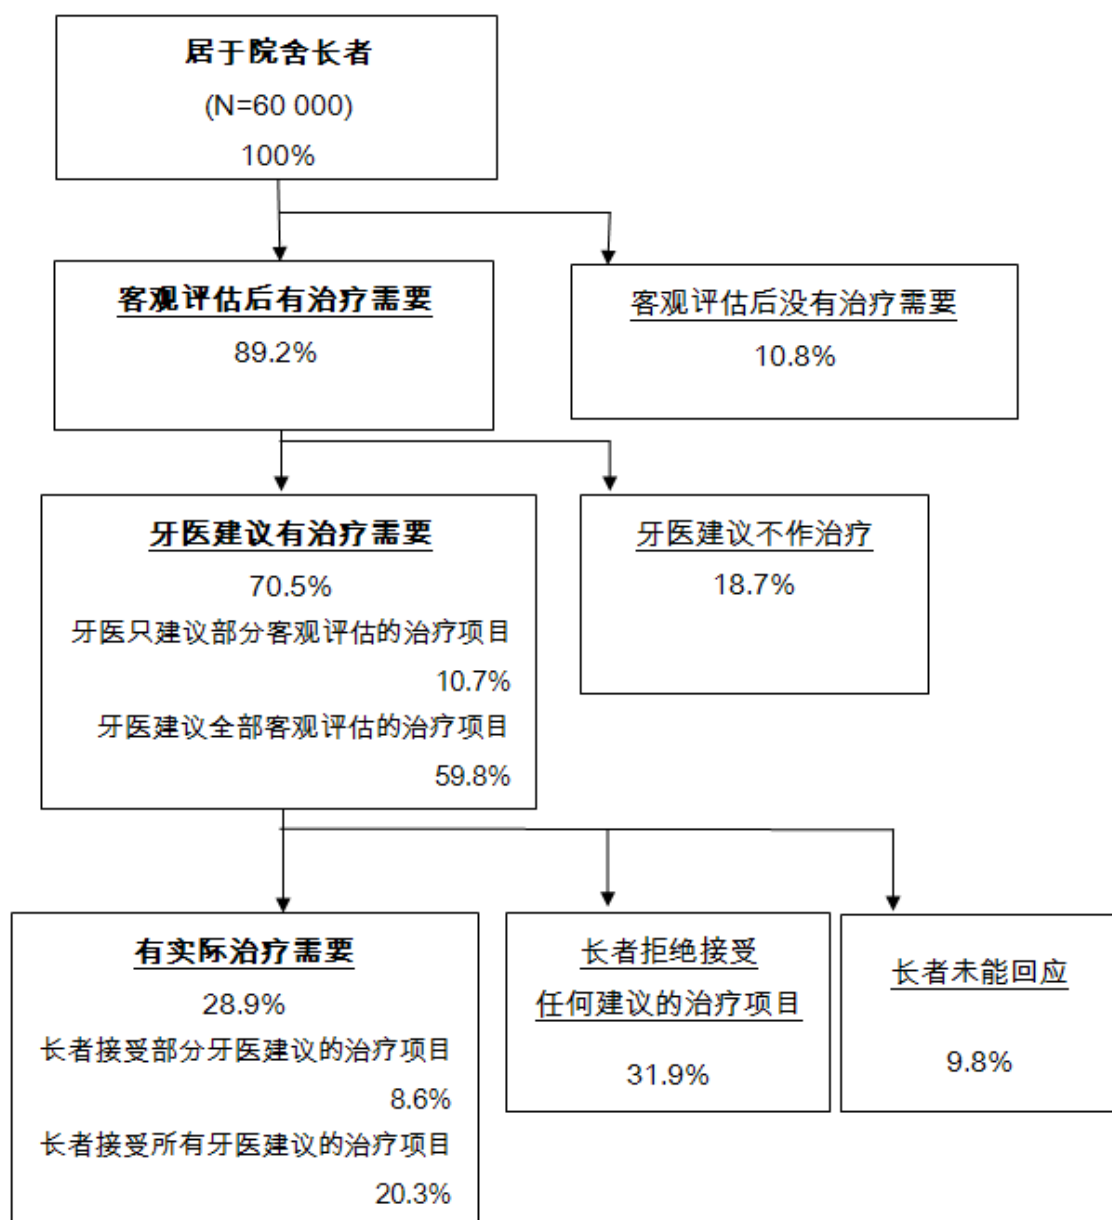 居于院舍长者
(N=60 000)
100%
客观评估后有治疗需要
89.2%
客观评估后没有治疗需要
10.8%
牙医建议有治疗需要
70.5%
牙医只建议部分客观评估的治疗项目
10.7%
牙医建议全部客观评估的治疗项目
59.8%
牙医建议不作治疗
18.7%
有实际治疗需要
28.9%
长者接受部分牙医建议的治疗项目
8.6%
长者接受所有牙医建议的治疗项目
20.3%
长者拒绝接受
任何建议的治疗项目
31.9%
长者未能回应
9.8%